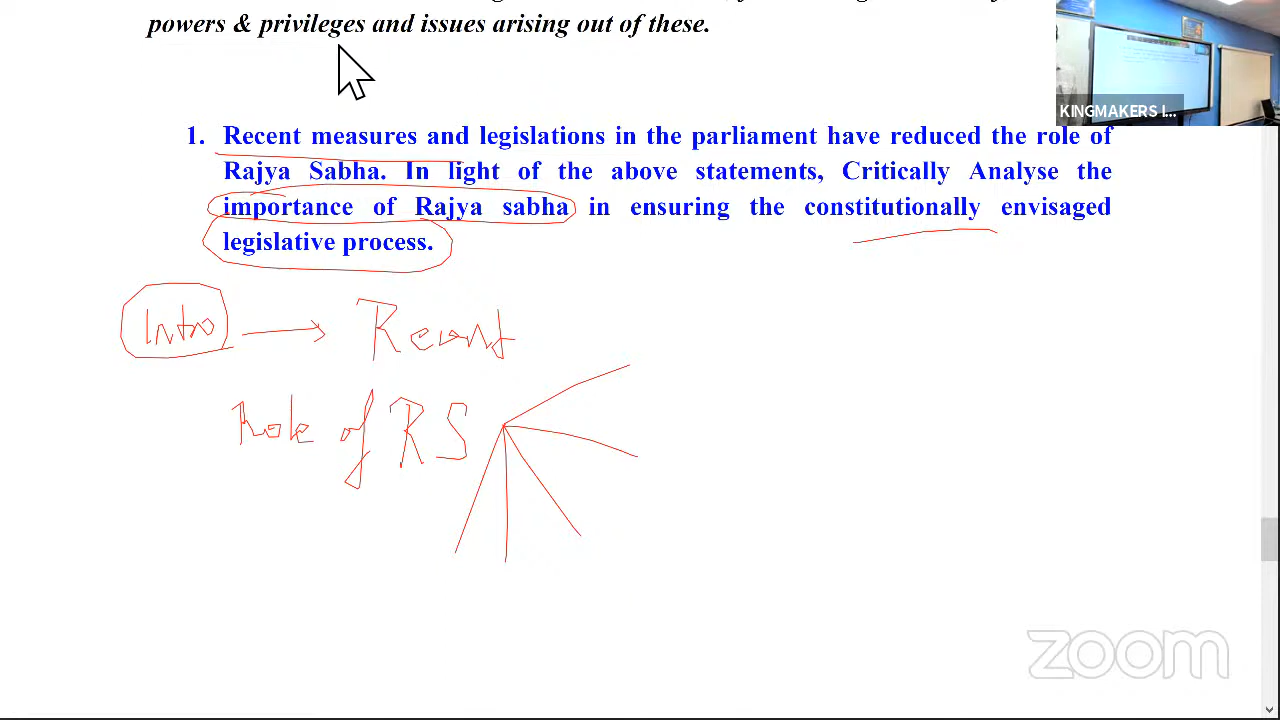 powers & privileges and issues arising out of these.
KINGMAKERS I...
1. Recent measures and legislations in the parliament have reduced the role of
Rajya Sabha. In light of the above statements, Critically Analyse the
importance of Rajya sabha in ensuring the constitutionally envisaged
legislative process.
Intro → Recent
Role of RS
zoom